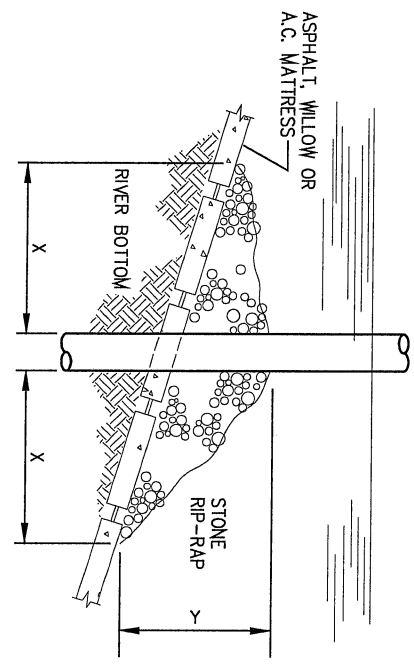 ASPHALT, WILLOW OR
A.C. MATTRESS
RIVER BOTTOM
X
X
STONE
RIP-RAP
Y